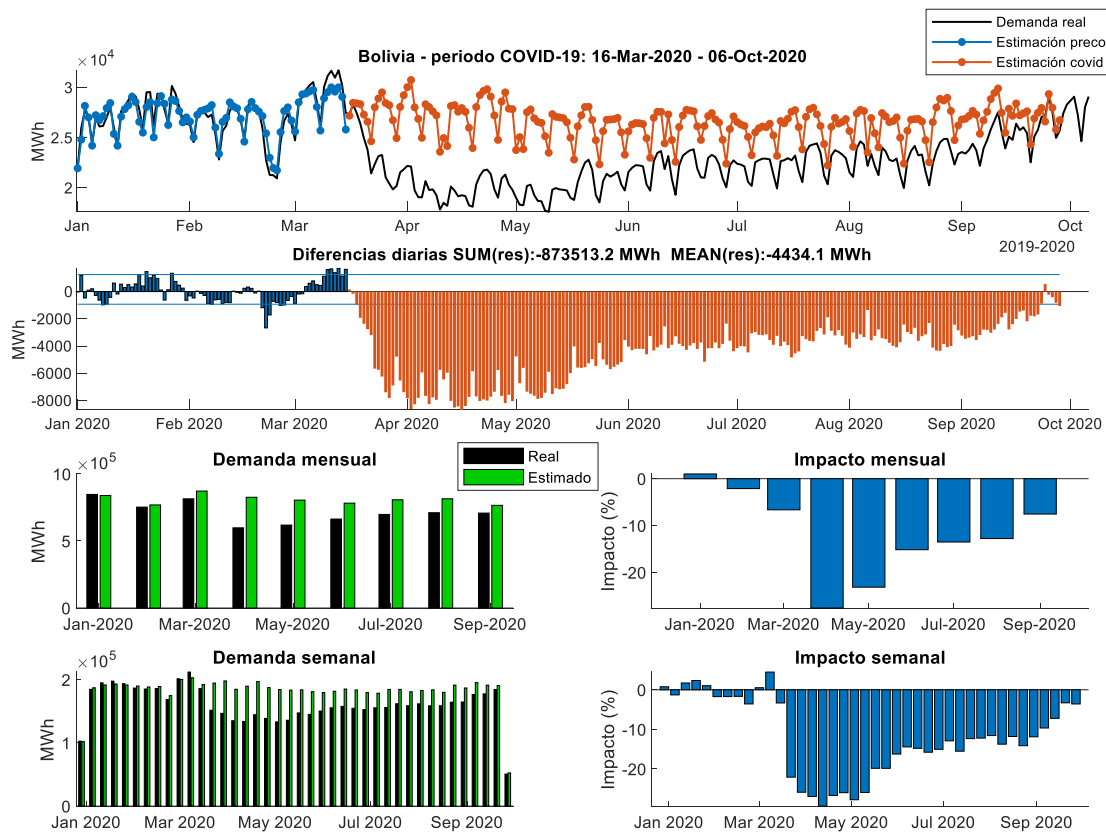 Demanda real
Estimación preco
Estimación covid
Bolivia - periodo COVID-19: 16-Mar-2020 - 06-Oct-2020
×10⁴
3
2.5
2
MWh
Jan Feb Mar Apr May Jun Jul Aug Sep Oct
2019-2020
Diferencias diarias SUM(res):-873513.2 MWh MEAN(res):-4434.1 MWh
0
-2000
-4000
-6000
-8000
MWh
Jan 2020 Feb 2020 Mar 2020 Apr 2020 May 2020 Jun 2020 Jul 2020 Aug 2020 Sep 2020 Oct 2020
Demanda mensual
Real
Estimado
×10⁵
10
5
0
MWh
Jan-2020 Mar-2020 May-2020 Jul-2020 Sep-2020
Impacto mensual
0
-10
-20
Impacto (%)
Jan-2020 Mar-2020 May-2020 Jul-2020 Sep-2020
Demanda semanal
×10⁵
2
1
0
MWh
Jan 2020 Mar 2020 May 2020 Jul 2020 Sep 2020
Impacto semanal
0
-10
-20
Impacto (%)
Jan 2020 Mar 2020 May 2020 Jul 2020 Sep 2020